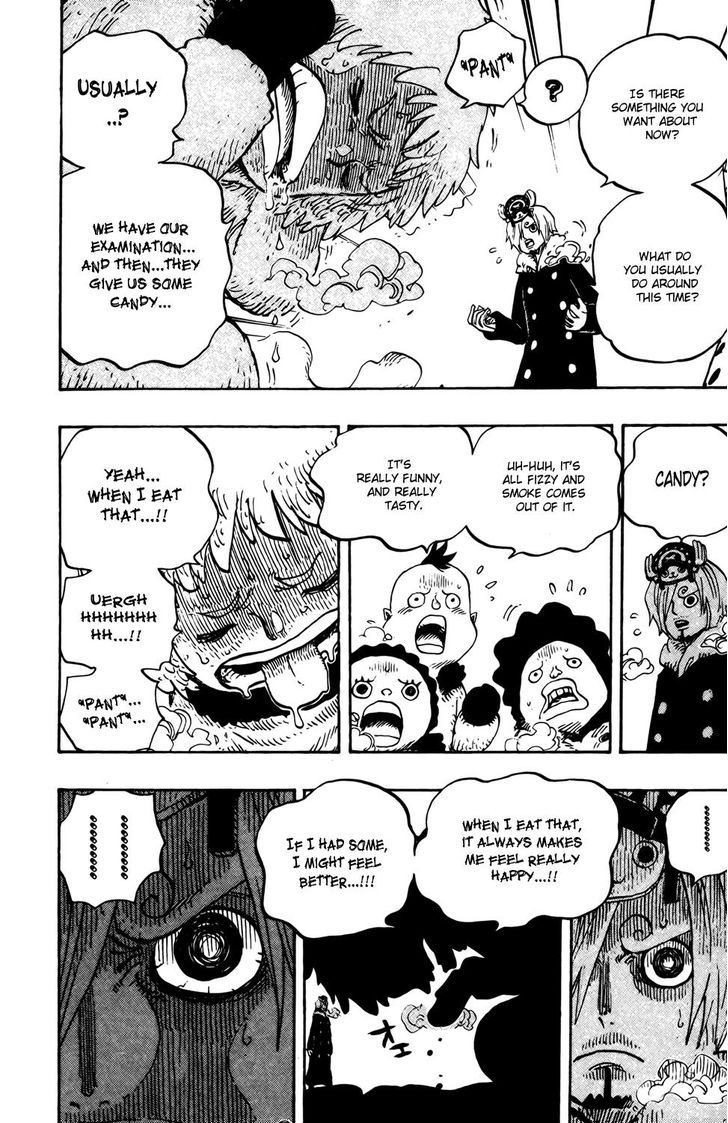 IS THERE
SOMETHING YOU
WANT ABOUT
NOW?
?
*PANT*
WHAT DO
YOU USUALLY
DO AROUND
THIS TIME?
USUALLY
..?
WE HAVE OUR
EXAMINATION...
AND THEN...THEY
GIVE US SOME
CANDY...
CANDY?
UH-HUH, IT'S
ALL FIZZY AND
SMOKE COMES
OUT OF IT.
IT'S
REALLY FUNNY,
AND REALLY
TASTY.
YEAH...
WHEN I EAT
THAT...!!
UERGH
HHHHHHHH
HH...!!
*PANT*...
*PANT*...
WHEN I EAT THAT,
IT ALWAYS MAKES
ME FEEL REALLY
HAPPY...!!
IF I HAD SOME,
I MIGHT FEEL
BETTER...!!!
オエ